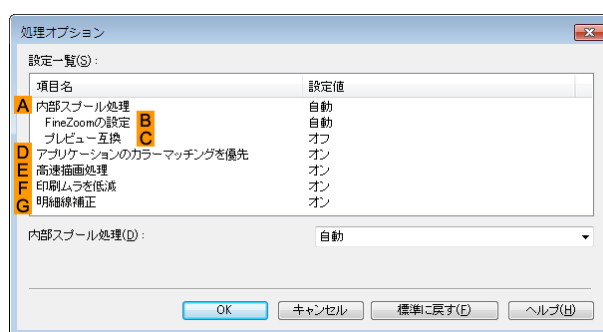 処理オプション
設定一覧(S):
項目名 設定値
A 内部スプール処理 自動
FineZoomの設定 B 自動
プレビュー互換 C オフ
D アプリケーションのカラーマッチングを優先 オン
E 高速描画処理 オン
F 印刷ムラを低減 オン
G 明細線補正 オン
内部スプール処理(D): 自動
OK キャンセル 標準に戻す(F) ヘルプ(H)